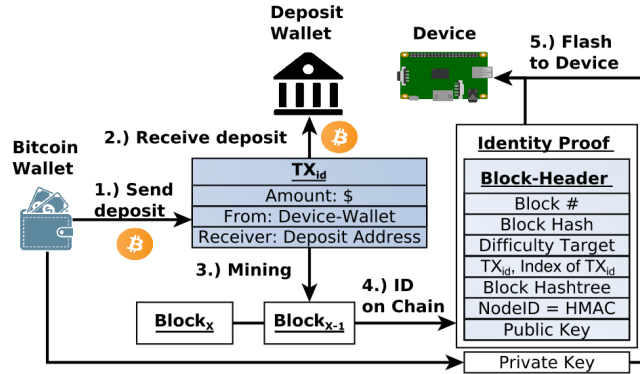 Deposit
Wallet
Device
5.) Flash
to Device
2.) Receive deposit
Bitcoin
Wallet
1.) Send
deposit
TXid
Amount: $
From: Device-Wallet
Receiver: Deposit Address
3.) Mining
4.) ID
on Chain
BlockX
BlockX-1
Identity Proof
Block-Header
Block #
Block Hash
Difficulty Target
TXid, Index of TXid
Block Hashtree
NodeID = HMAC
Public Key
Private Key